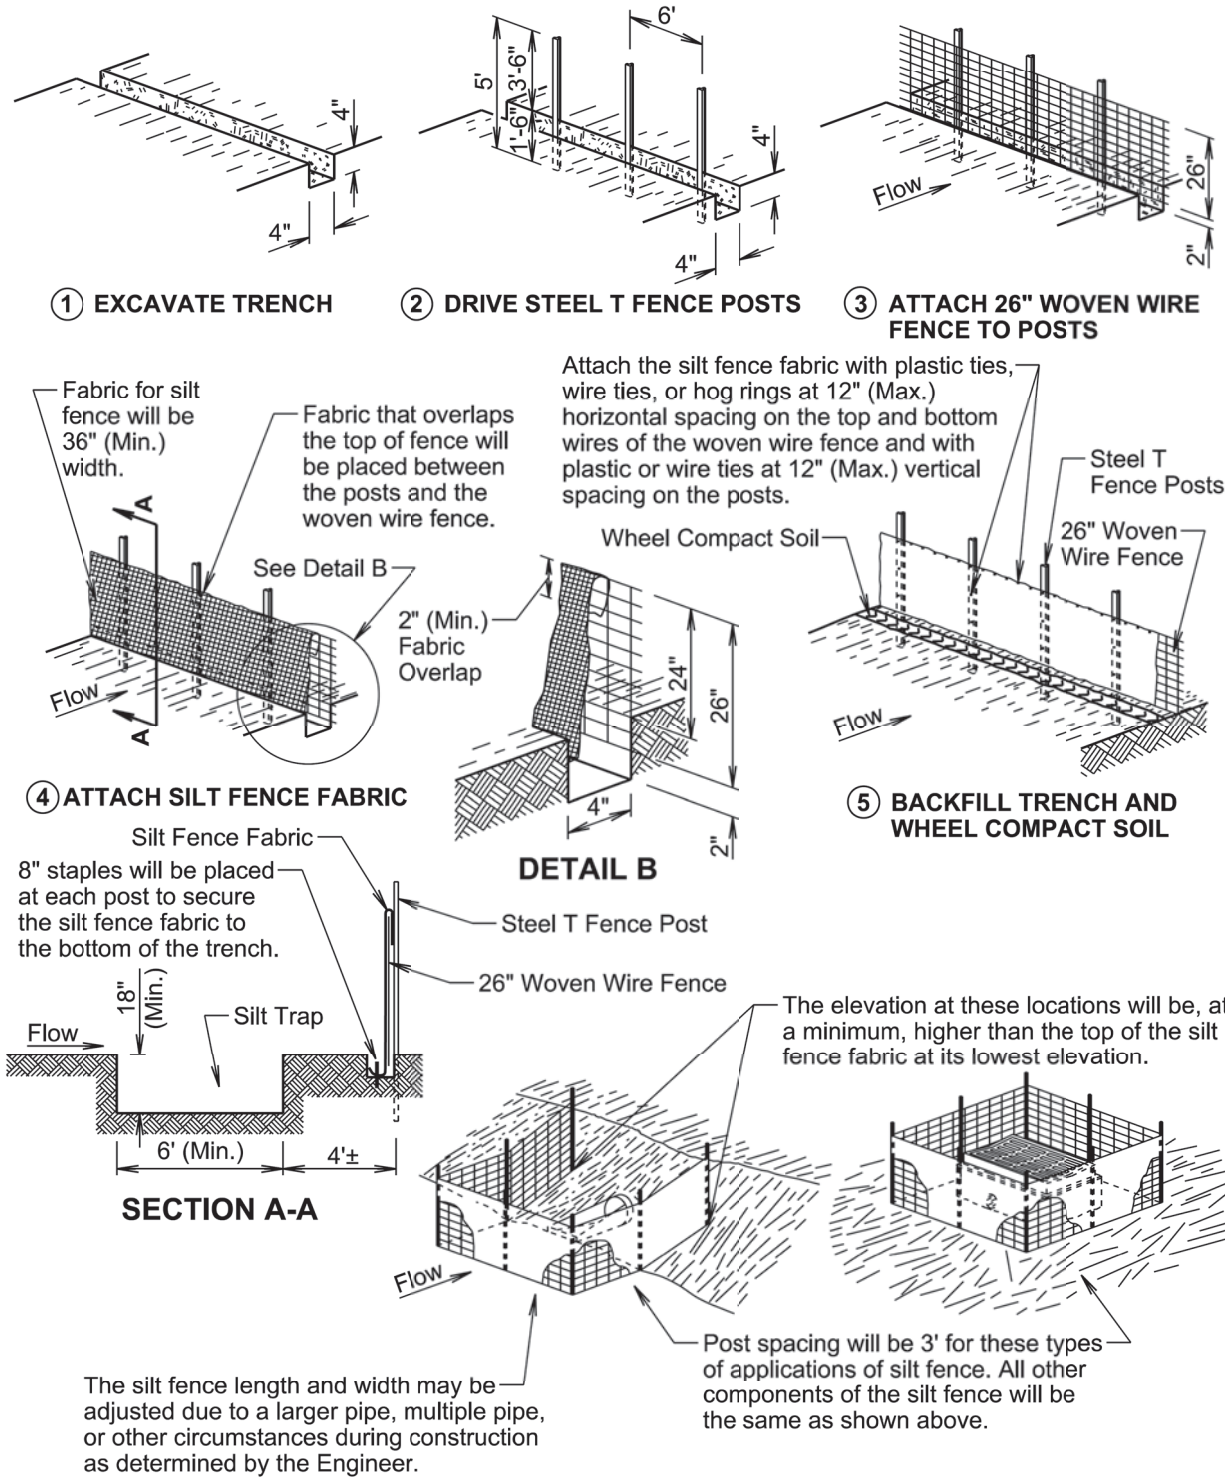 4"
4"
1 EXCAVATE TRENCH
6'
5'
3'-6"
1'-6"
4"
4"
2 DRIVE STEEL T FENCE POSTS
Flow
26"
2"
3 ATTACH 26" WOVEN WIRE
FENCE TO POSTS
Fabric for silt
fence will be
36" (Min.)
width.
Fabric that overlaps
the top of fence will
be placed between
the posts and the
woven wire fence.
See Detail B
A
A
Flow
4 ATTACH SILT FENCE FABRIC
2" (Min.)
Fabric
Overlap
24"
26"
4"
2"
DETAIL B
Attach the silt fence fabric with plastic ties,
wire ties, or hog rings at 12" (Max.)
horizontal spacing on the top and bottom
wires of the woven wire fence and with
plastic or wire ties at 12" (Max.) vertical
spacing on the posts.
Wheel Compact Soil
Steel T
Fence Posts
26" Woven
Wire Fence
Flow
5 BACKFILL TRENCH AND
WHEEL COMPACT SOIL
Silt Fence Fabric
8" staples will be placed
at each post to secure
the silt fence fabric to
the bottom of the trench.
Steel T Fence Post
26" Woven Wire Fence
18"
(Min.)
Silt Trap
Flow
6' (Min.)
4'±
SECTION A-A
The elevation at these locations will be, at
a minimum, higher than the top of the silt
fence fabric at its lowest elevation.
Flow
Post spacing will be 3' for these types
of applications of silt fence. All other
components of the silt fence will be
the same as shown above.
The silt fence length and width may be
adjusted due to a larger pipe, multiple pipe,
or other circumstances during construction
as determined by the Engineer.